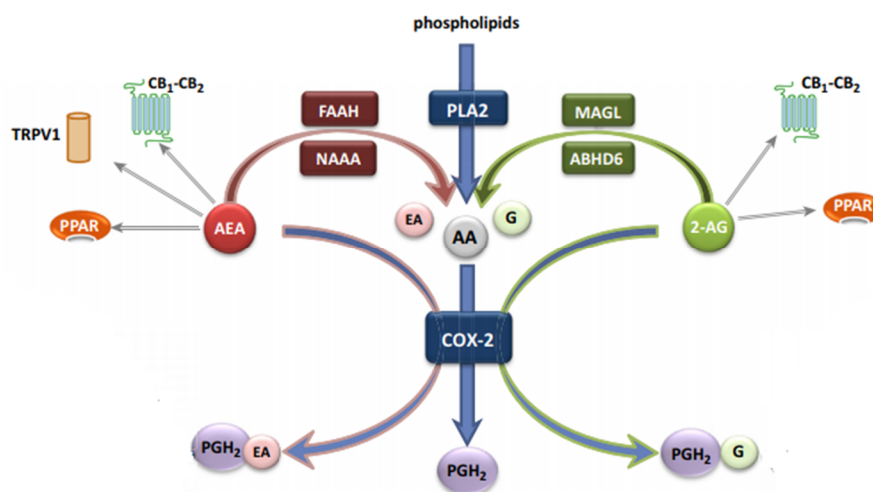 phospholipids
CB₁-CB₂
CB₁-CB₂
FAAH
PLA2
MAGL
TRPV1
NAAA
ABHD6
PPAR
AEA
EA
AA
G
2-AG
PPAR
COX-2
PGH₂
EA
PGH₂
PGH₂
G